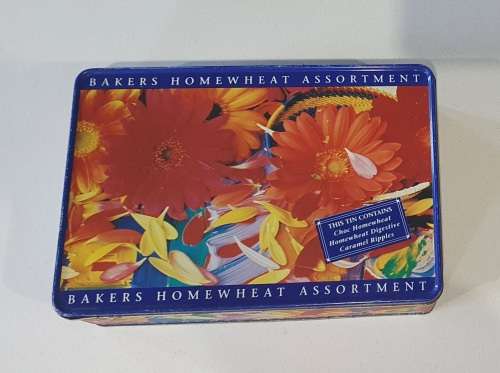 BAKERS HOMEWHEAT ASSORTMENT
THIS TIN CONTAINS
Choc Homewheat
Homewheat Digestive
Caramel Ripples
BAKERS HOMEWHEAT ASSORTMENT